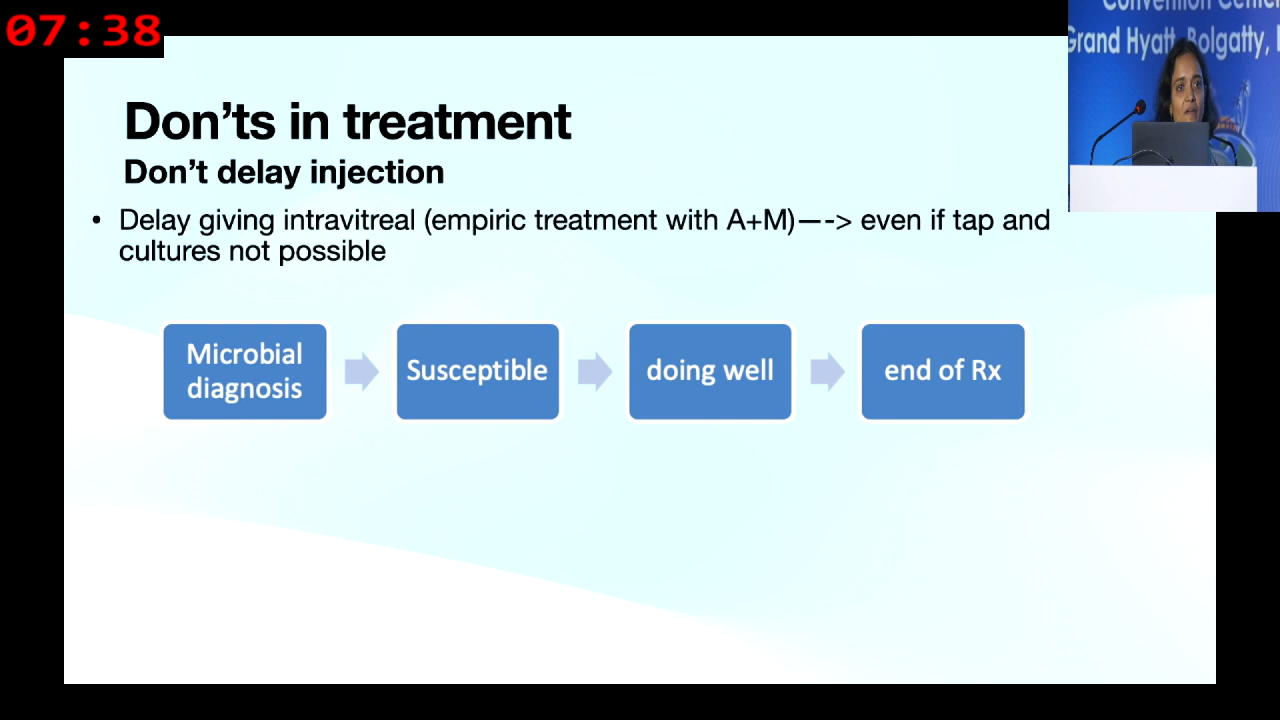 07:38
Convention Center
Grand Hyatt, Bolgatty,
Don’ts in treatment
Don’t delay injection
• Delay giving intravitreal (empiric treatment with A+M)—-> even if tap and
cultures not possible
Microbial
diagnosis
Susceptible
doing well
end of Rx